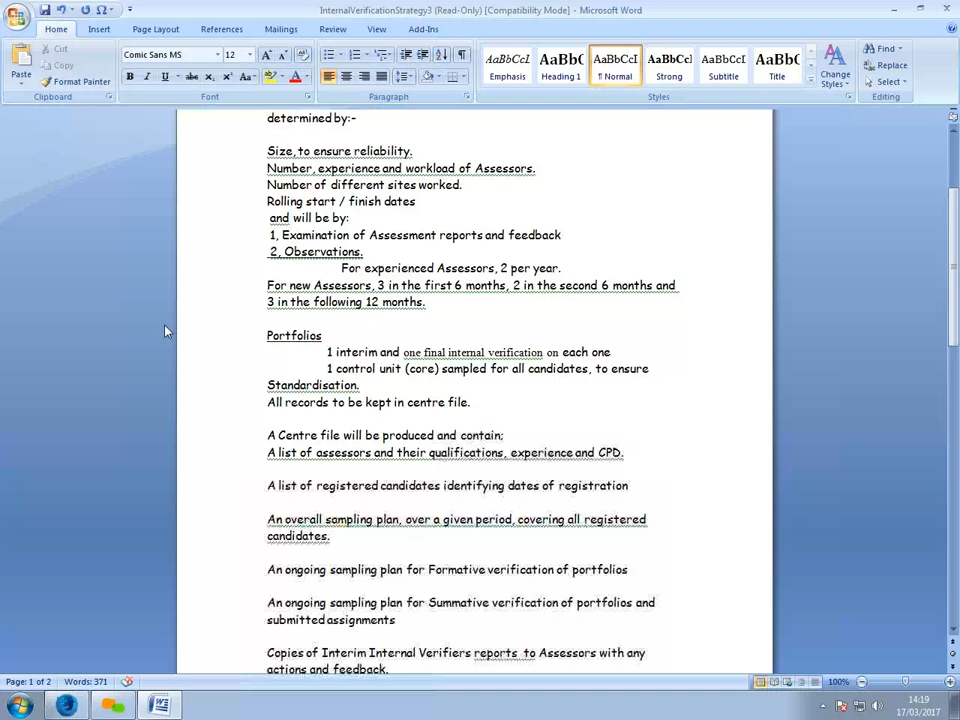 InternalVerificationStrategy3 (Read-Only) [Compatibility Mode] - Microsoft Word
Home Insert Page Layout References Mailings Review View Add-Ins
Paste
Cut
Copy
Format Painter
Clipboard
Comic Sans MS 12
Font
Paragraph
AaBbCcI Emphasis
AaBbC Heading 1
AaBbCcI ¶ Normal
AaBbCc Strong
AaBbCcI Subtitle
AaBbC Title
Change Styles
Styles
Find
Replace
Select
Editing
determined by:-
Size, to ensure reliability.
Number, experience and workload of Assessors.
Number of different sites worked.
Rolling start / finish dates
and will be by:
1, Examination of Assessment reports and feedback
2, Observations.
For experienced Assessors, 2 per year.
For new Assessors, 3 in the first 6 months, 2 in the second 6 months and
3 in the following 12 months.
Portfolios
1 interim and one final internal verification on each one
1 control unit (core) sampled for all candidates, to ensure
Standardisation.
All records to be kept in centre file.
A Centre file will be produced and contain;
A list of assessors and their qualifications, experience and CPD.
A list of registered candidates identifying dates of registration
An overall sampling plan, over a given period, covering all registered
candidates.
An ongoing sampling plan for Formative verification of portfolios
An ongoing sampling plan for Summative verification of portfolios and
submitted assignments
Copies of Interim Internal Verifiers reports to Assessors with any
actions and feedback.
Page: 1 of 2 Words: 371 100%
14:19
17/03/2017